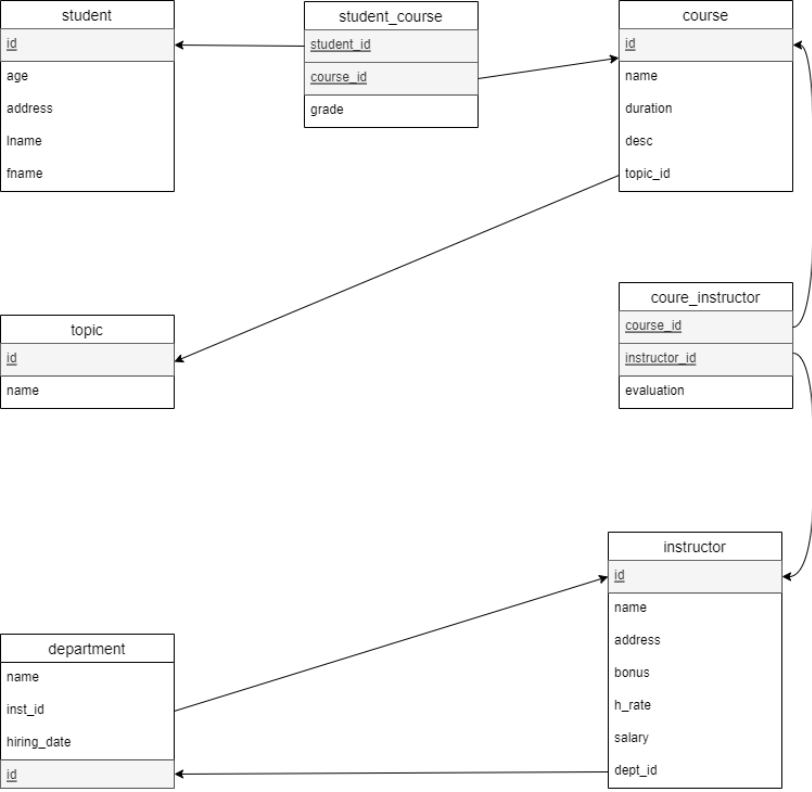 student
id
age
address
lname
fname
student_course
student_id
course_id
grade
course
id
name
duration
desc
topic_id
topic
id
name
coure_instructor
course_id
instructor_id
evaluation
department
name
inst_id
hiring_date
id
instructor
id
name
address
bonus
h_rate
salary
dept_id